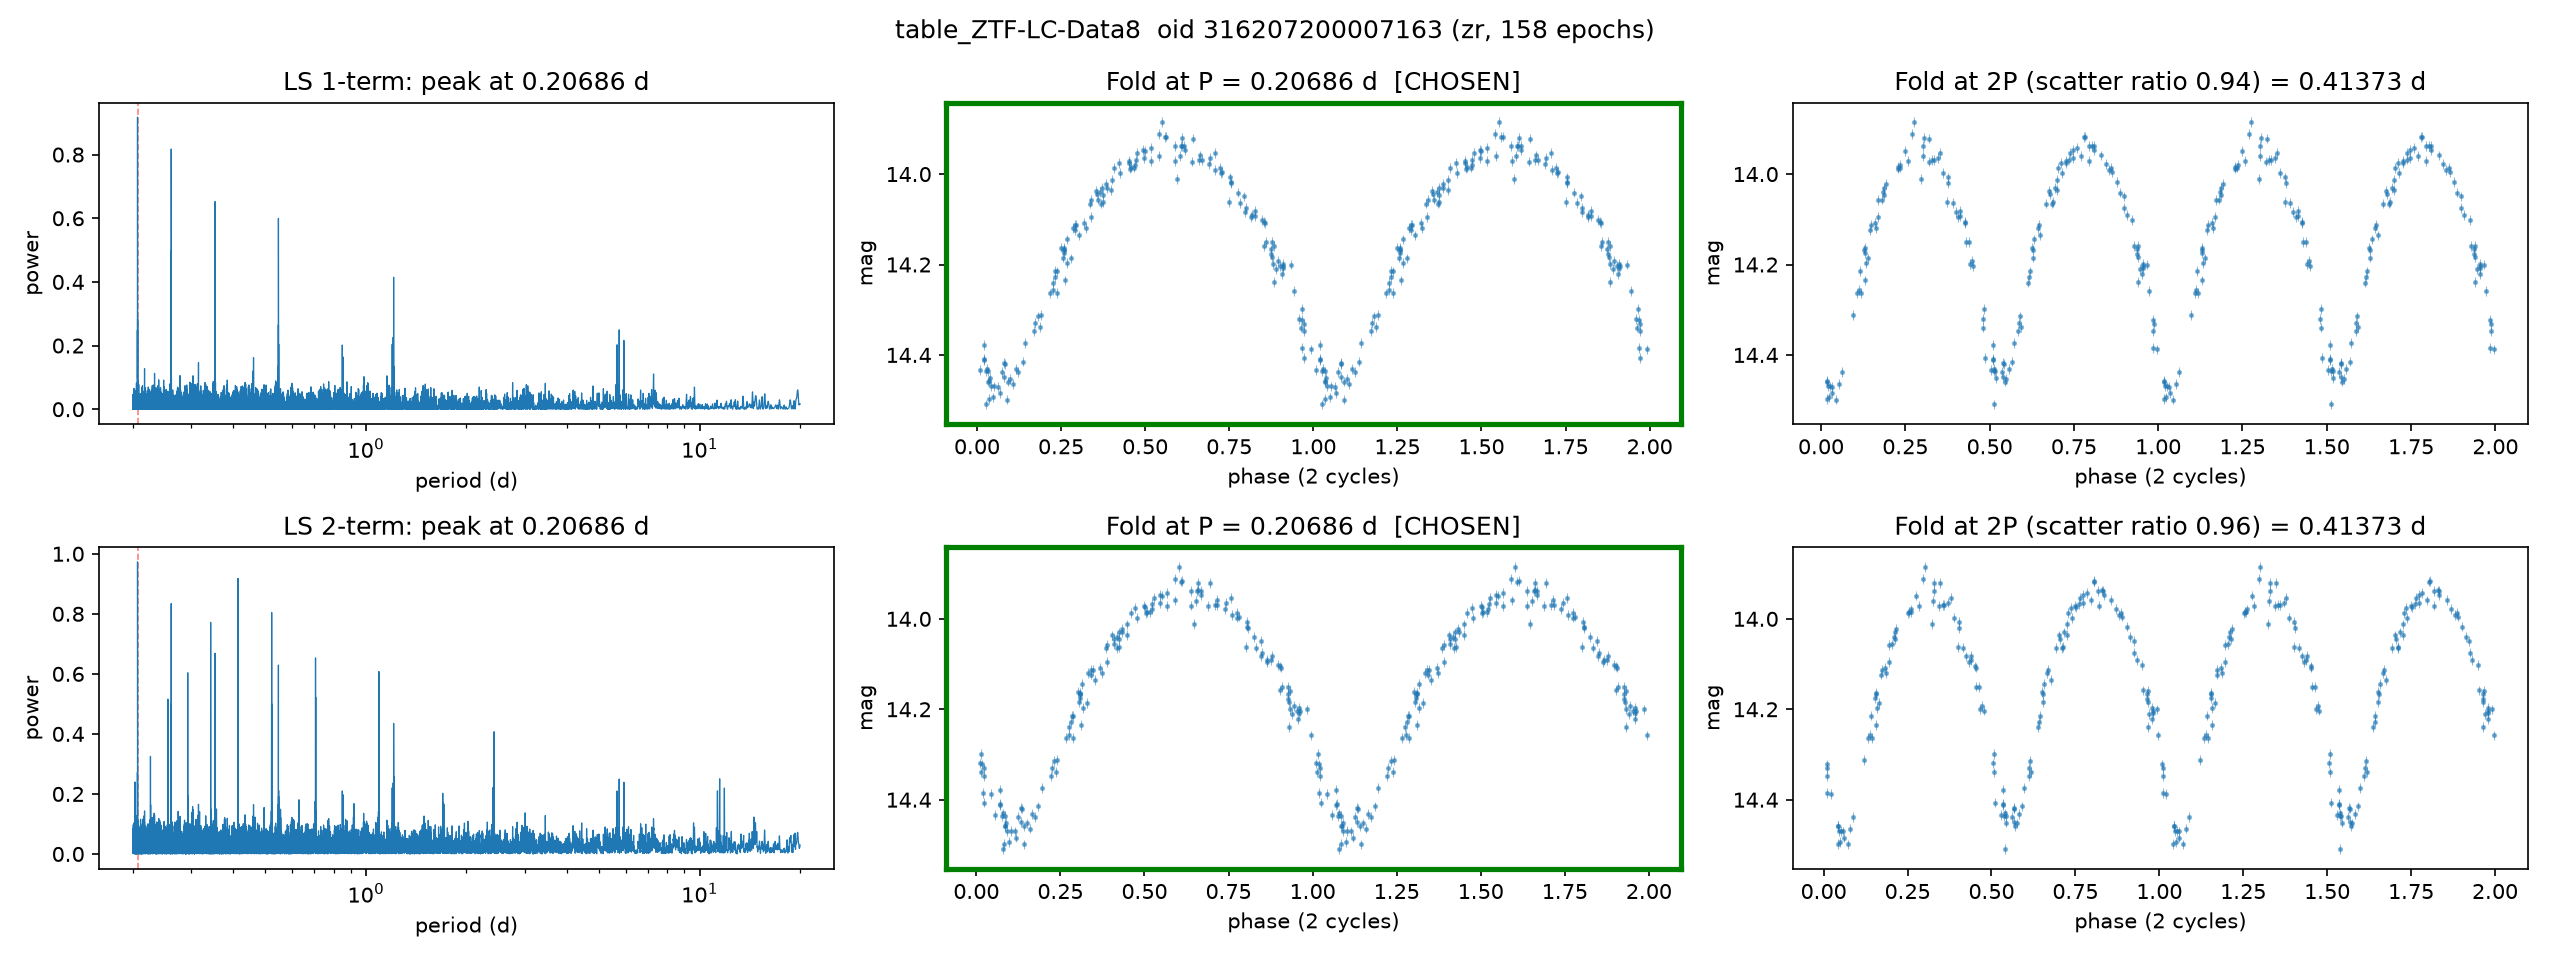 table_ZTF-LC-Data8  oid 316207200007163 (zr, 158 epochs)
LS 1-term: peak at 0.20686 d
power
0.8
0.6
0.4
0.2
0.0
10⁰
10¹
period (d)
Fold at P = 0.20686 d  [CHOSEN]
mag
14.0
14.2
14.4
0.00 0.25 0.50 0.75 1.00 1.25 1.50 1.75 2.00
phase (2 cycles)
Fold at 2P (scatter ratio 0.94) = 0.41373 d
mag
14.0
14.2
14.4
0.00 0.25 0.50 0.75 1.00 1.25 1.50 1.75 2.00
phase (2 cycles)
LS 2-term: peak at 0.20686 d
power
1.0
0.8
0.6
0.4
0.2
0.0
10⁰
10¹
period (d)
Fold at P = 0.20686 d  [CHOSEN]
mag
14.0
14.2
14.4
0.00 0.25 0.50 0.75 1.00 1.25 1.50 1.75 2.00
phase (2 cycles)
Fold at 2P (scatter ratio 0.96) = 0.41373 d
mag
14.0
14.2
14.4
0.00 0.25 0.50 0.75 1.00 1.25 1.50 1.75 2.00
phase (2 cycles)